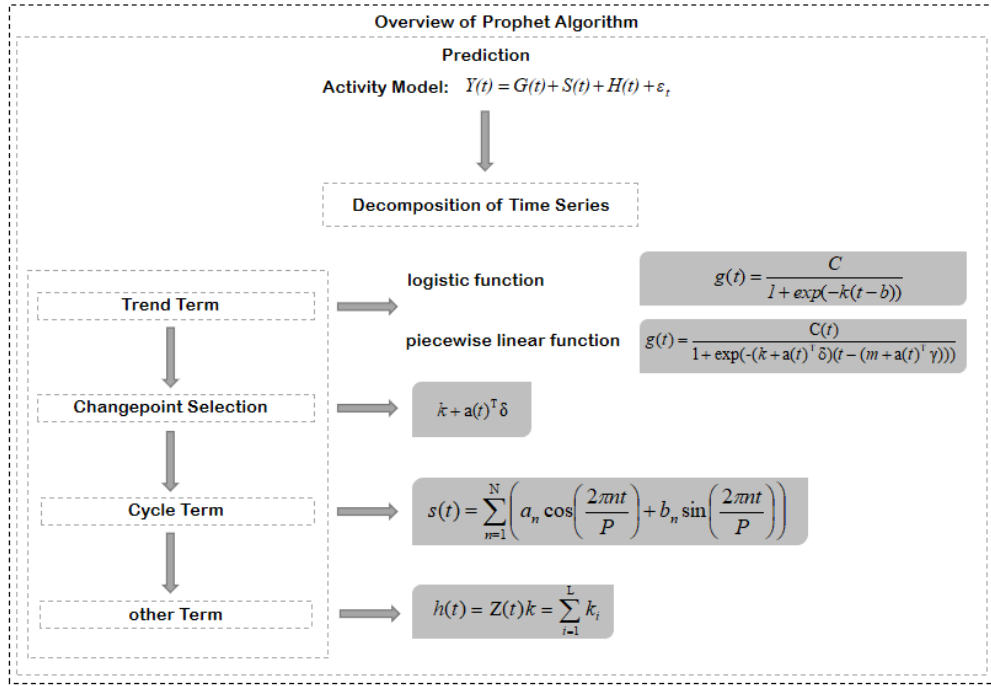 Overview of Prophet Algorithm
Prediction
Activity Model: Y(t) = G(t) + S(t) + H(t) + ε_t
Decomposition of Time Series
Trend Term
logistic function
g(t) = C / (1 + exp(-k(t - b)))
piecewise linear function
g(t) = C(t) / (1 + exp(-(k + a(t)^T δ)(t - (m + a(t)^T γ))))
Changepoint Selection
k + a(t)^T δ
Cycle Term
s(t) = ∑_{n=1}^{N} (a_n cos(2πnt / P) + b_n sin(2πnt / P))
other Term
h(t) = Z(t)k = ∑_{i=1}^{L} k_i